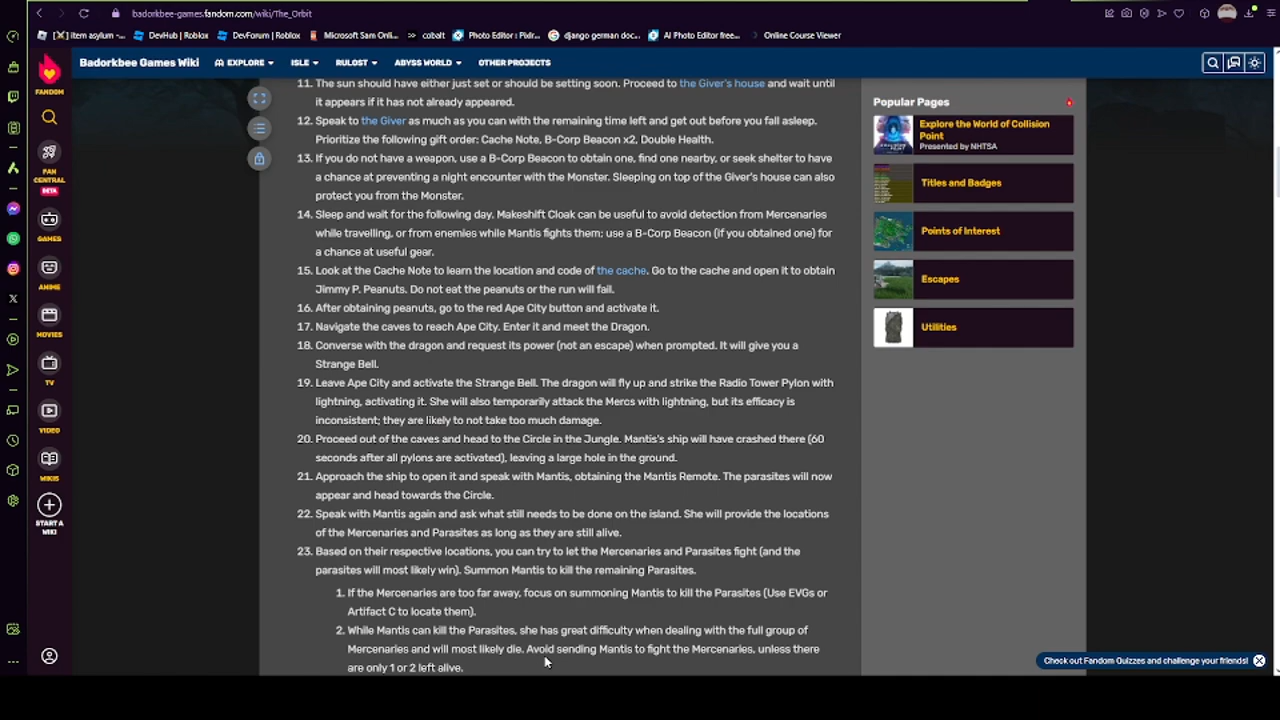 badorkbee-games.fandom.com/wiki/The_Orbit
[X] item asylum -... DevHub | Roblox DevForum | Roblox Microsoft Sam Onli... >> cobalt Photo Editor : Pixlr... django german doc... AI Photo Editor free... Online Course Viewer
Badorkbee Games Wiki EXPLORE ISLE RULOST ABYSS WORLD OTHER PROJECTS
FANDOM
FAN CENTRAL
BETA
GAMES
ANIME
MOVIES
TV
VIDEO
WIKIS
START A WIKI
11. The sun should have either just set or should be setting soon. Proceed to the Giver's house and wait until
it appears if it has not already appeared.
12. Speak to the Giver as much as you can with the remaining time left and get out before you fall asleep.
Prioritize the following gift order: Cache Note, B-Corp Beacon x2, Double Health.
13. If you do not have a weapon, use a B-Corp Beacon to obtain one, find one nearby, or seek shelter to have
a chance at preventing a night encounter with the Monster. Sleeping on top of the Giver's house can also
protect you from the Monster.
14. Sleep and wait for the following day. Makeshift Cloak can be useful to avoid detection from Mercenaries
while travelling, or from enemies while Mantis fights them; use a B-Corp Beacon (if you obtained one) for
a chance at useful gear.
15. Look at the Cache Note to learn the location and code of the cache. Go to the cache and open it to obtain
Jimmy P. Peanuts. Do not eat the peanuts or the run will fail.
16. After obtaining peanuts, go to the red Ape City button and activate it.
17. Navigate the caves to reach Ape City. Enter it and meet the Dragon.
18. Converse with the dragon and request its power (not an escape) when prompted. It will give you a
Strange Bell.
19. Leave Ape City and activate the Strange Bell. The dragon will fly up and strike the Radio Tower Pylon with
lightning, activating it. She will also temporarily attack the Mercs with lightning, but its efficacy is
inconsistent; they are likely to not take too much damage.
20. Proceed out of the caves and head to the Circle in the Jungle. Mantis's ship will have crashed there (60
seconds after all pylons are activated), leaving a large hole in the ground.
21. Approach the ship to open it and speak with Mantis, obtaining the Mantis Remote. The parasites will now
appear and head towards the Circle.
22. Speak with Mantis again and ask what still needs to be done on the island. She will provide the locations
of the Mercenaries and Parasites as long as they are still alive.
23. Based on their respective locations, you can try to let the Mercenaries and Parasites fight (and the
parasites will most likely win). Summon Mantis to kill the remaining Parasites.
1. If the Mercenaries are too far away, focus on summoning Mantis to kill the Parasites (Use EVGs or
Artifact C to locate them).
2. While Mantis can kill the Parasites, she has great difficulty when dealing with the full group of
Mercenaries and will most likely die. Avoid sending Mantis to fight the Mercenaries, unless there
are only 1 or 2 left alive.
Popular Pages
Explore the World of Collision
Point
Presented by NHTSA
Titles and Badges
Points of Interest
Escapes
Utilities
Check out Fandom Quizzes and challenge your friends!